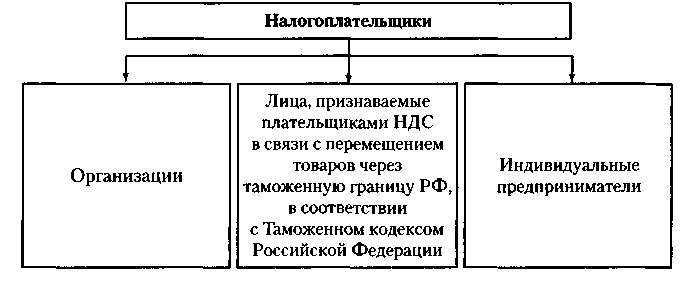 Налогоплательщики
Организации
Лица, признаваемые
плательщиками НДС
в связи с перемещением
товаров через
таможенную границу РФ,
в соответствии
с Таможенном кодексом
Российской Федерации
Индивидуальные
предприниматели